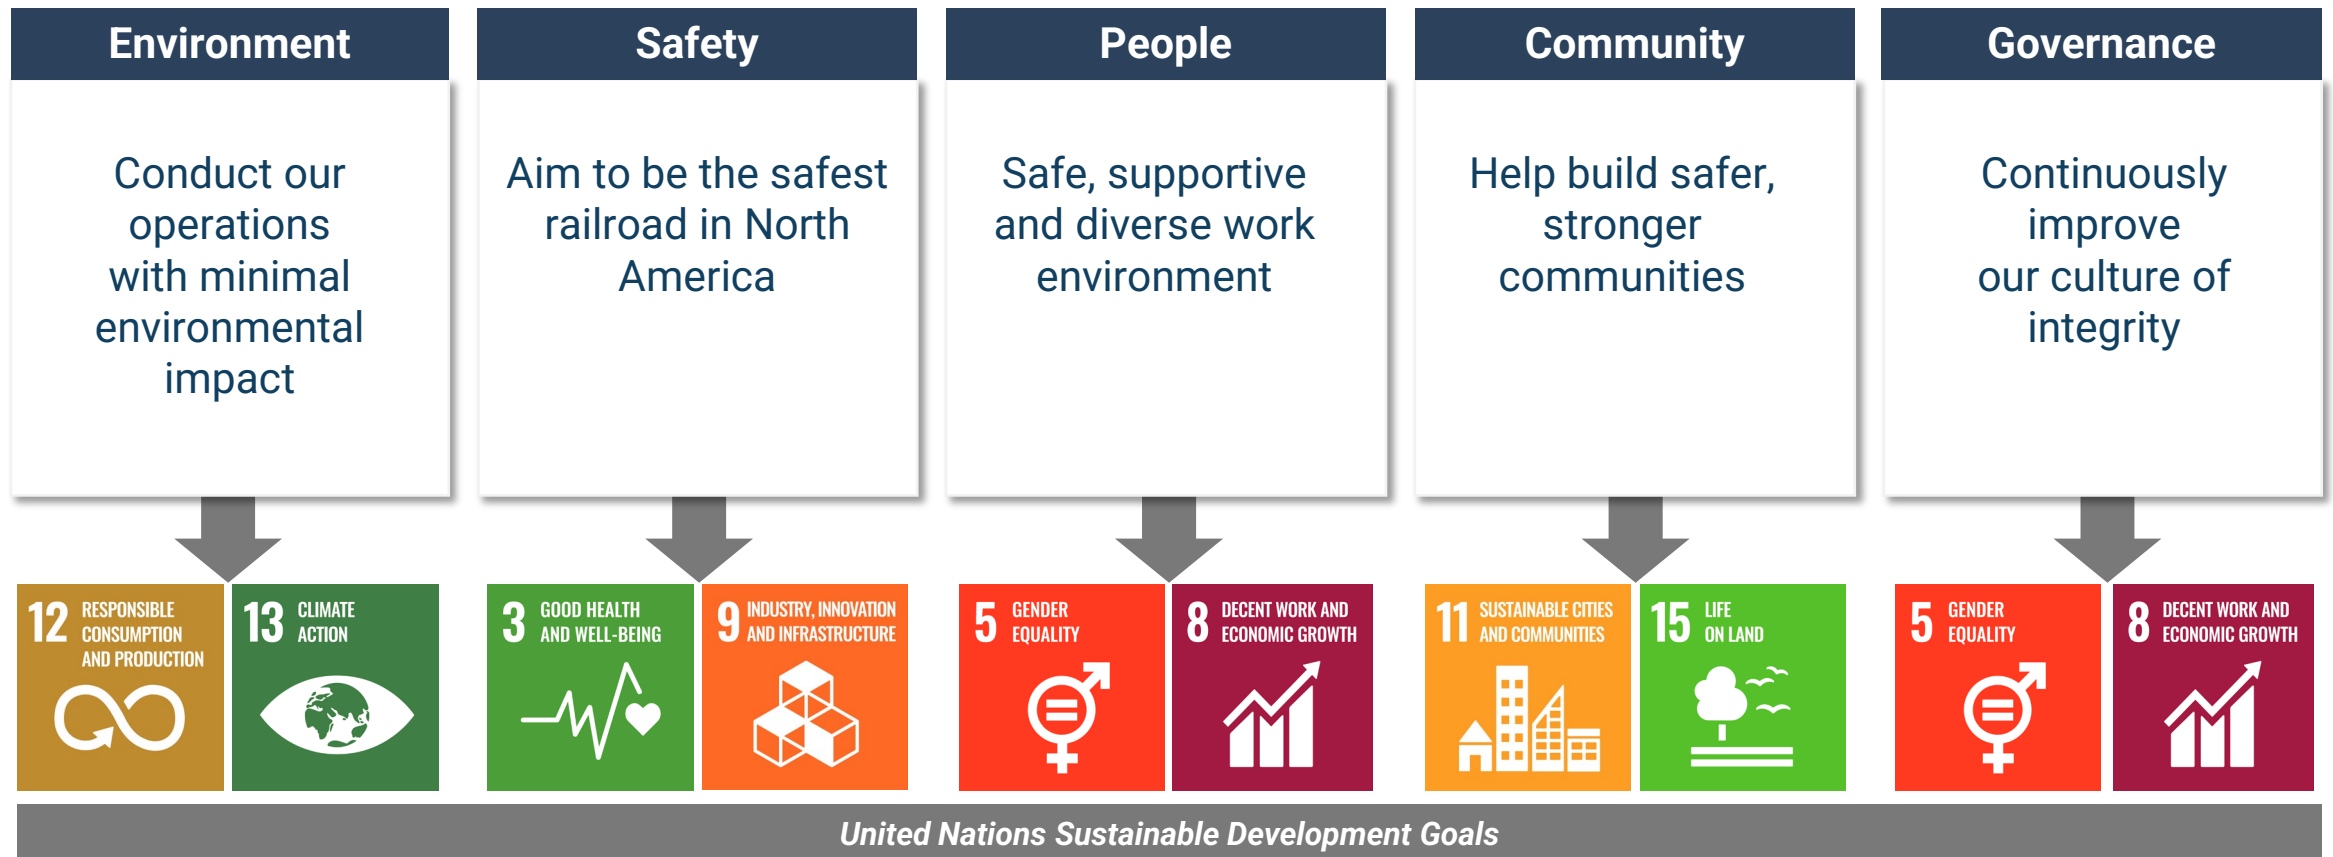 Environment
Conduct our
operations
with minimal
environmental
impact
Safety
Aim to be the safest
railroad in North
America
People
Safe, supportive
and diverse work
environment
Community
Help build safer,
stronger
communities
Governance
Continuously
improve
our culture of
integrity
12 RESPONSIBLE
CONSUMPTION
AND PRODUCTION
13 CLIMATE
ACTION
3 GOOD HEALTH
AND WELL-BEING
9 INDUSTRY, INNOVATION
AND INFRASTRUCTURE
5 GENDER
EQUALITY
8 DECENT WORK AND
ECONOMIC GROWTH
11 SUSTAINABLE CITIES
AND COMMUNITIES
15 LIFE
ON LAND
5 GENDER
EQUALITY
8 DECENT WORK AND
ECONOMIC GROWTH
United Nations Sustainable Development Goals